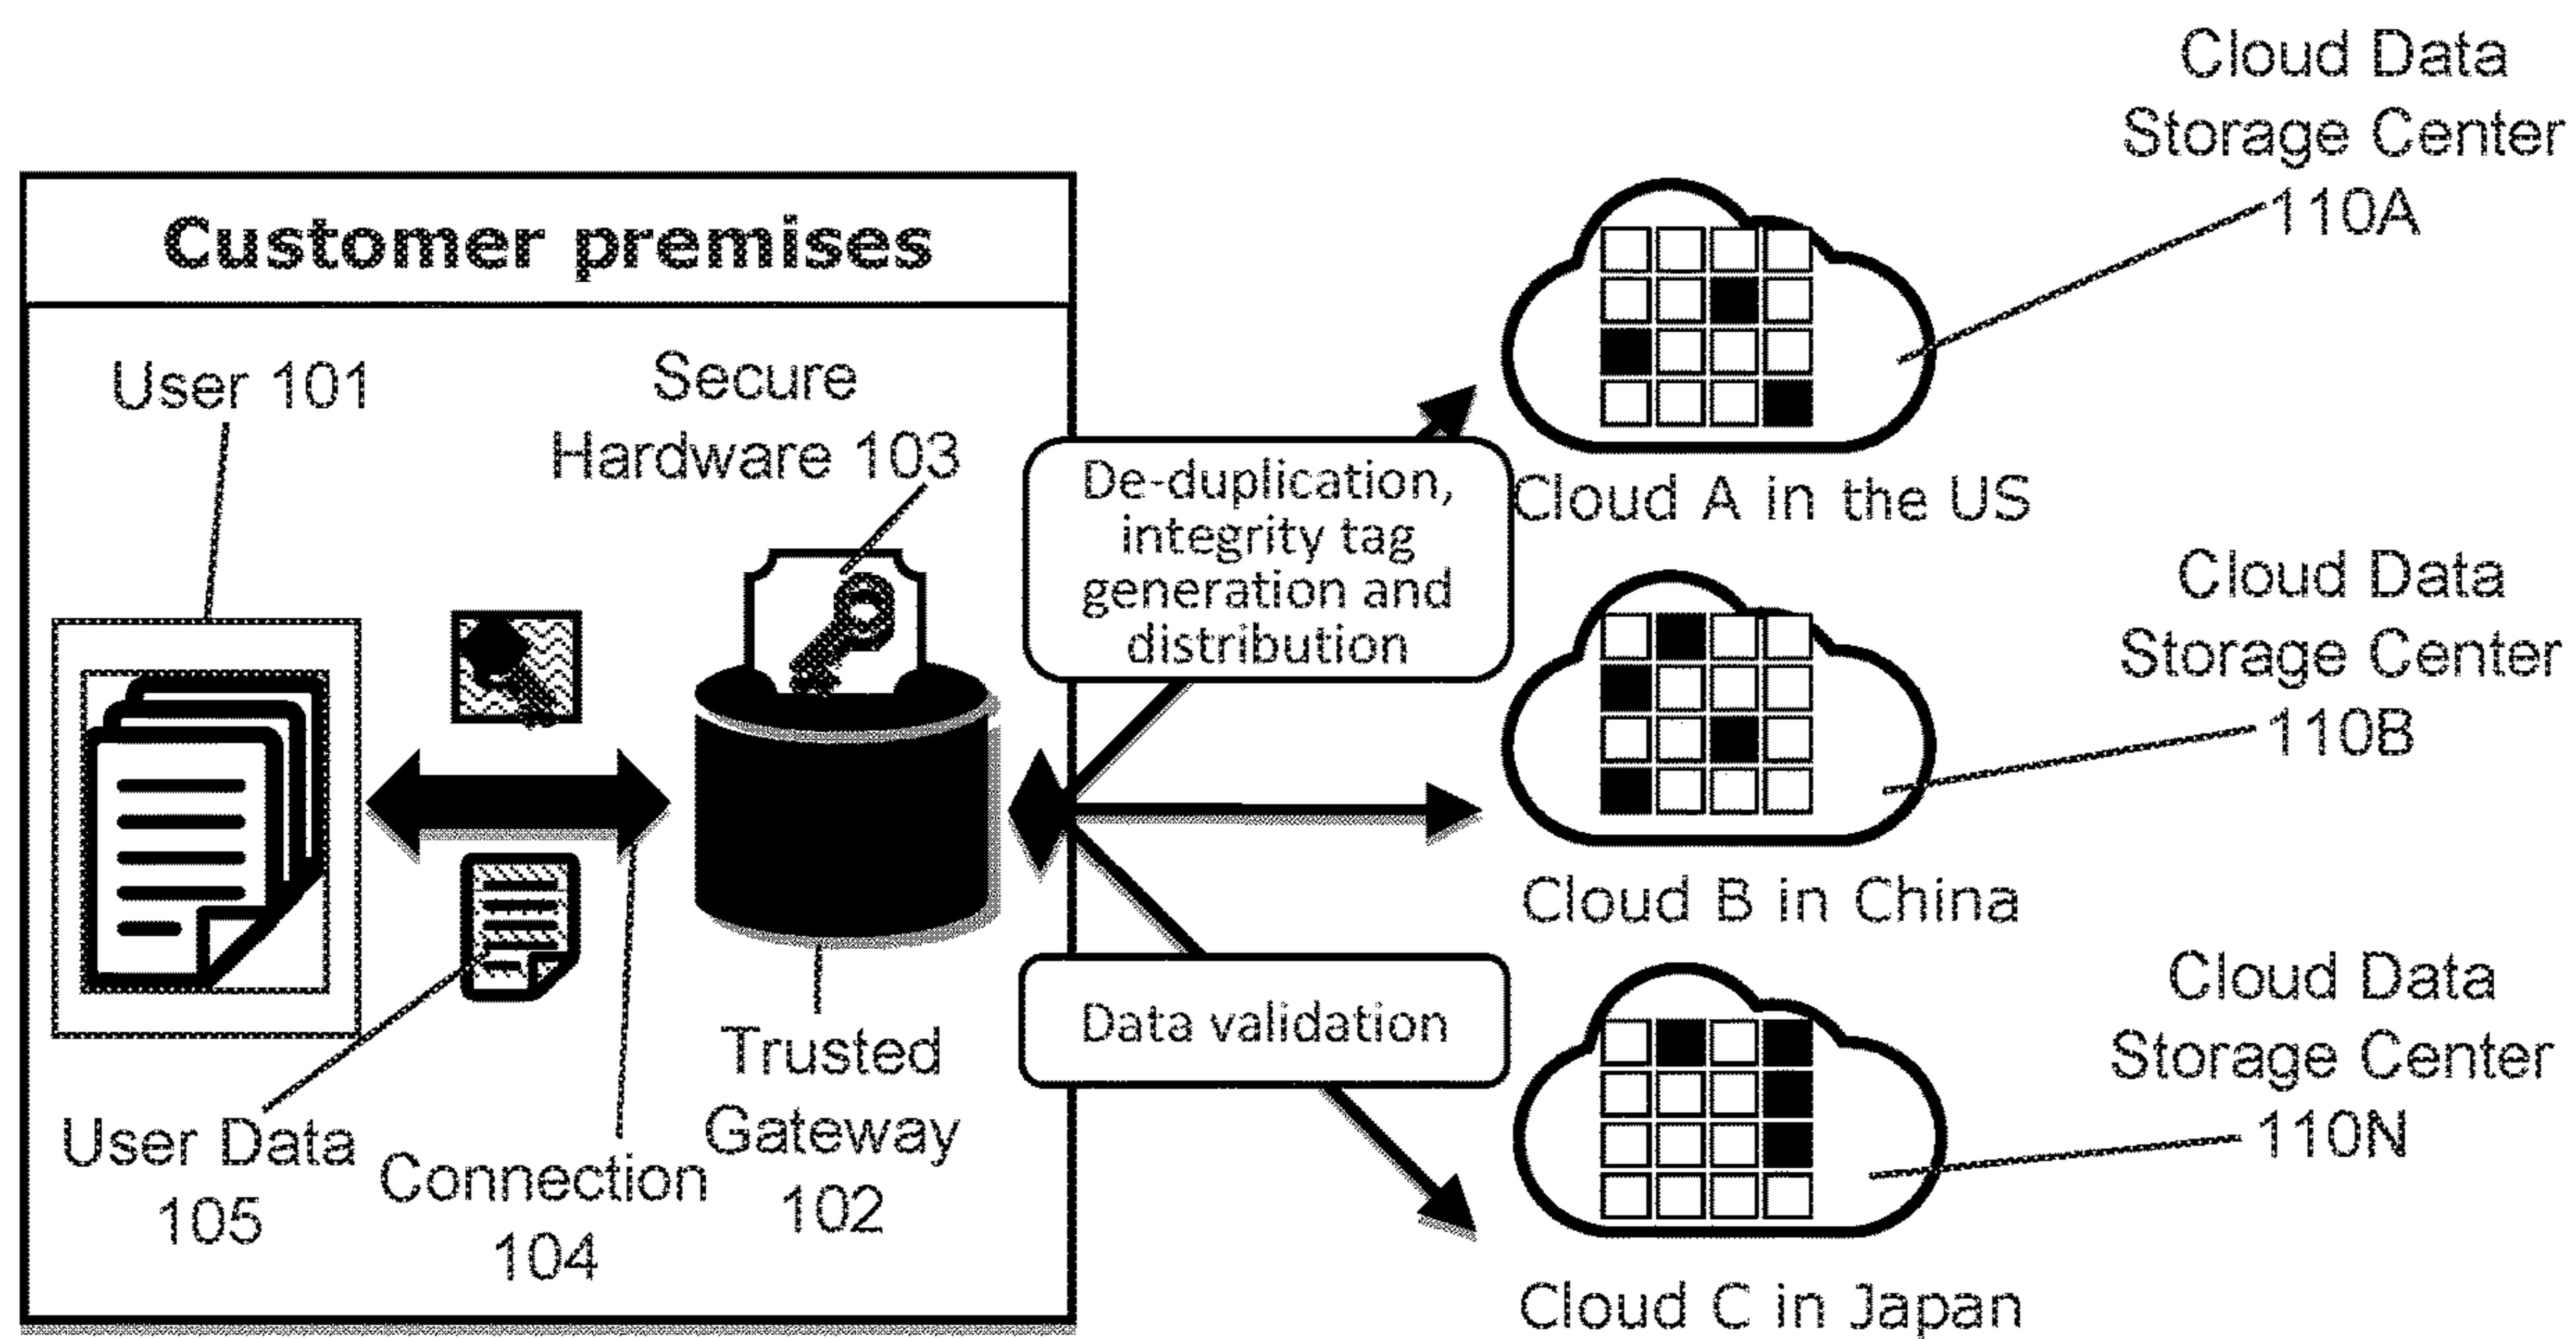 Customer premises
User 101
Secure
Hardware 103
User Data
105
Connection
104
Trusted
Gateway
102
De-duplication,
integrity tag
generation and
distribution
Data validation
Cloud Data
Storage Center
110A
Cloud A in the US
Cloud Data
Storage Center
110B
Cloud B in China
Cloud Data
Storage Center
110N
Cloud C in Japan